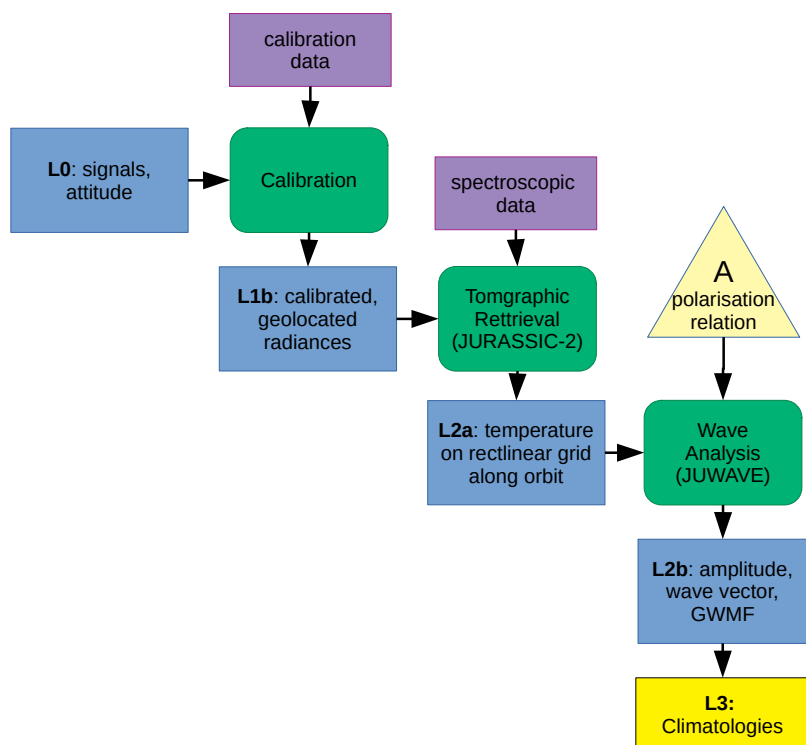 calibration
data
L0: signals,
attitude
Calibration
spectroscopic
data
L1b: calibrated,
geolocated
radiances
Tomgraphic
Rettrieval
(JURASSIC-2)
A
polarisation
relation
L2a: temperature
on rectlinear grid
along orbit
Wave
Analysis
(JUWAVE)
L2b: amplitude,
wave vector,
GWMF
L3:
Climatologies